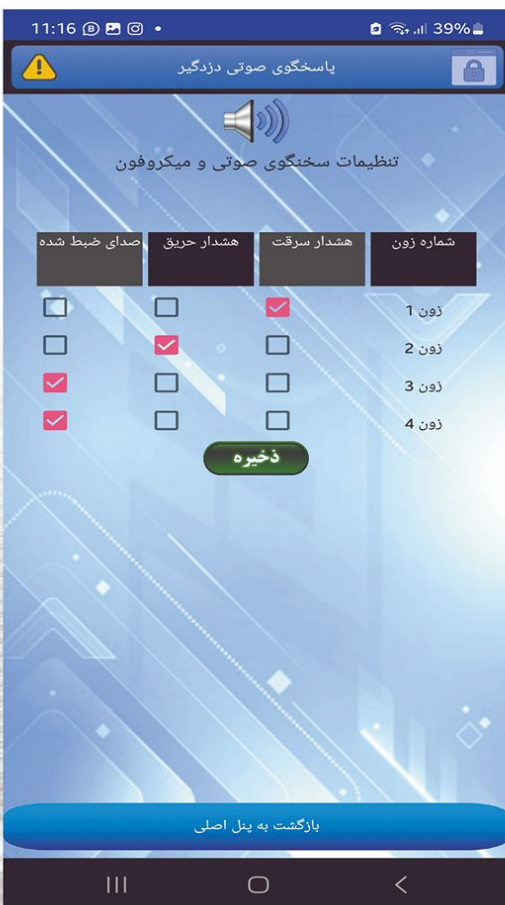 11:16 39%
پاسخگوی صوتی دزدگیر
تنظیمات سخنگوی صوتی و میکروفون
شماره زون هشدار سرقت هشدار حریق صدای ضبط شده
زون 1
زون 2
زون 3
زون 4
ذخیره
بازگشت به پنل اصلی